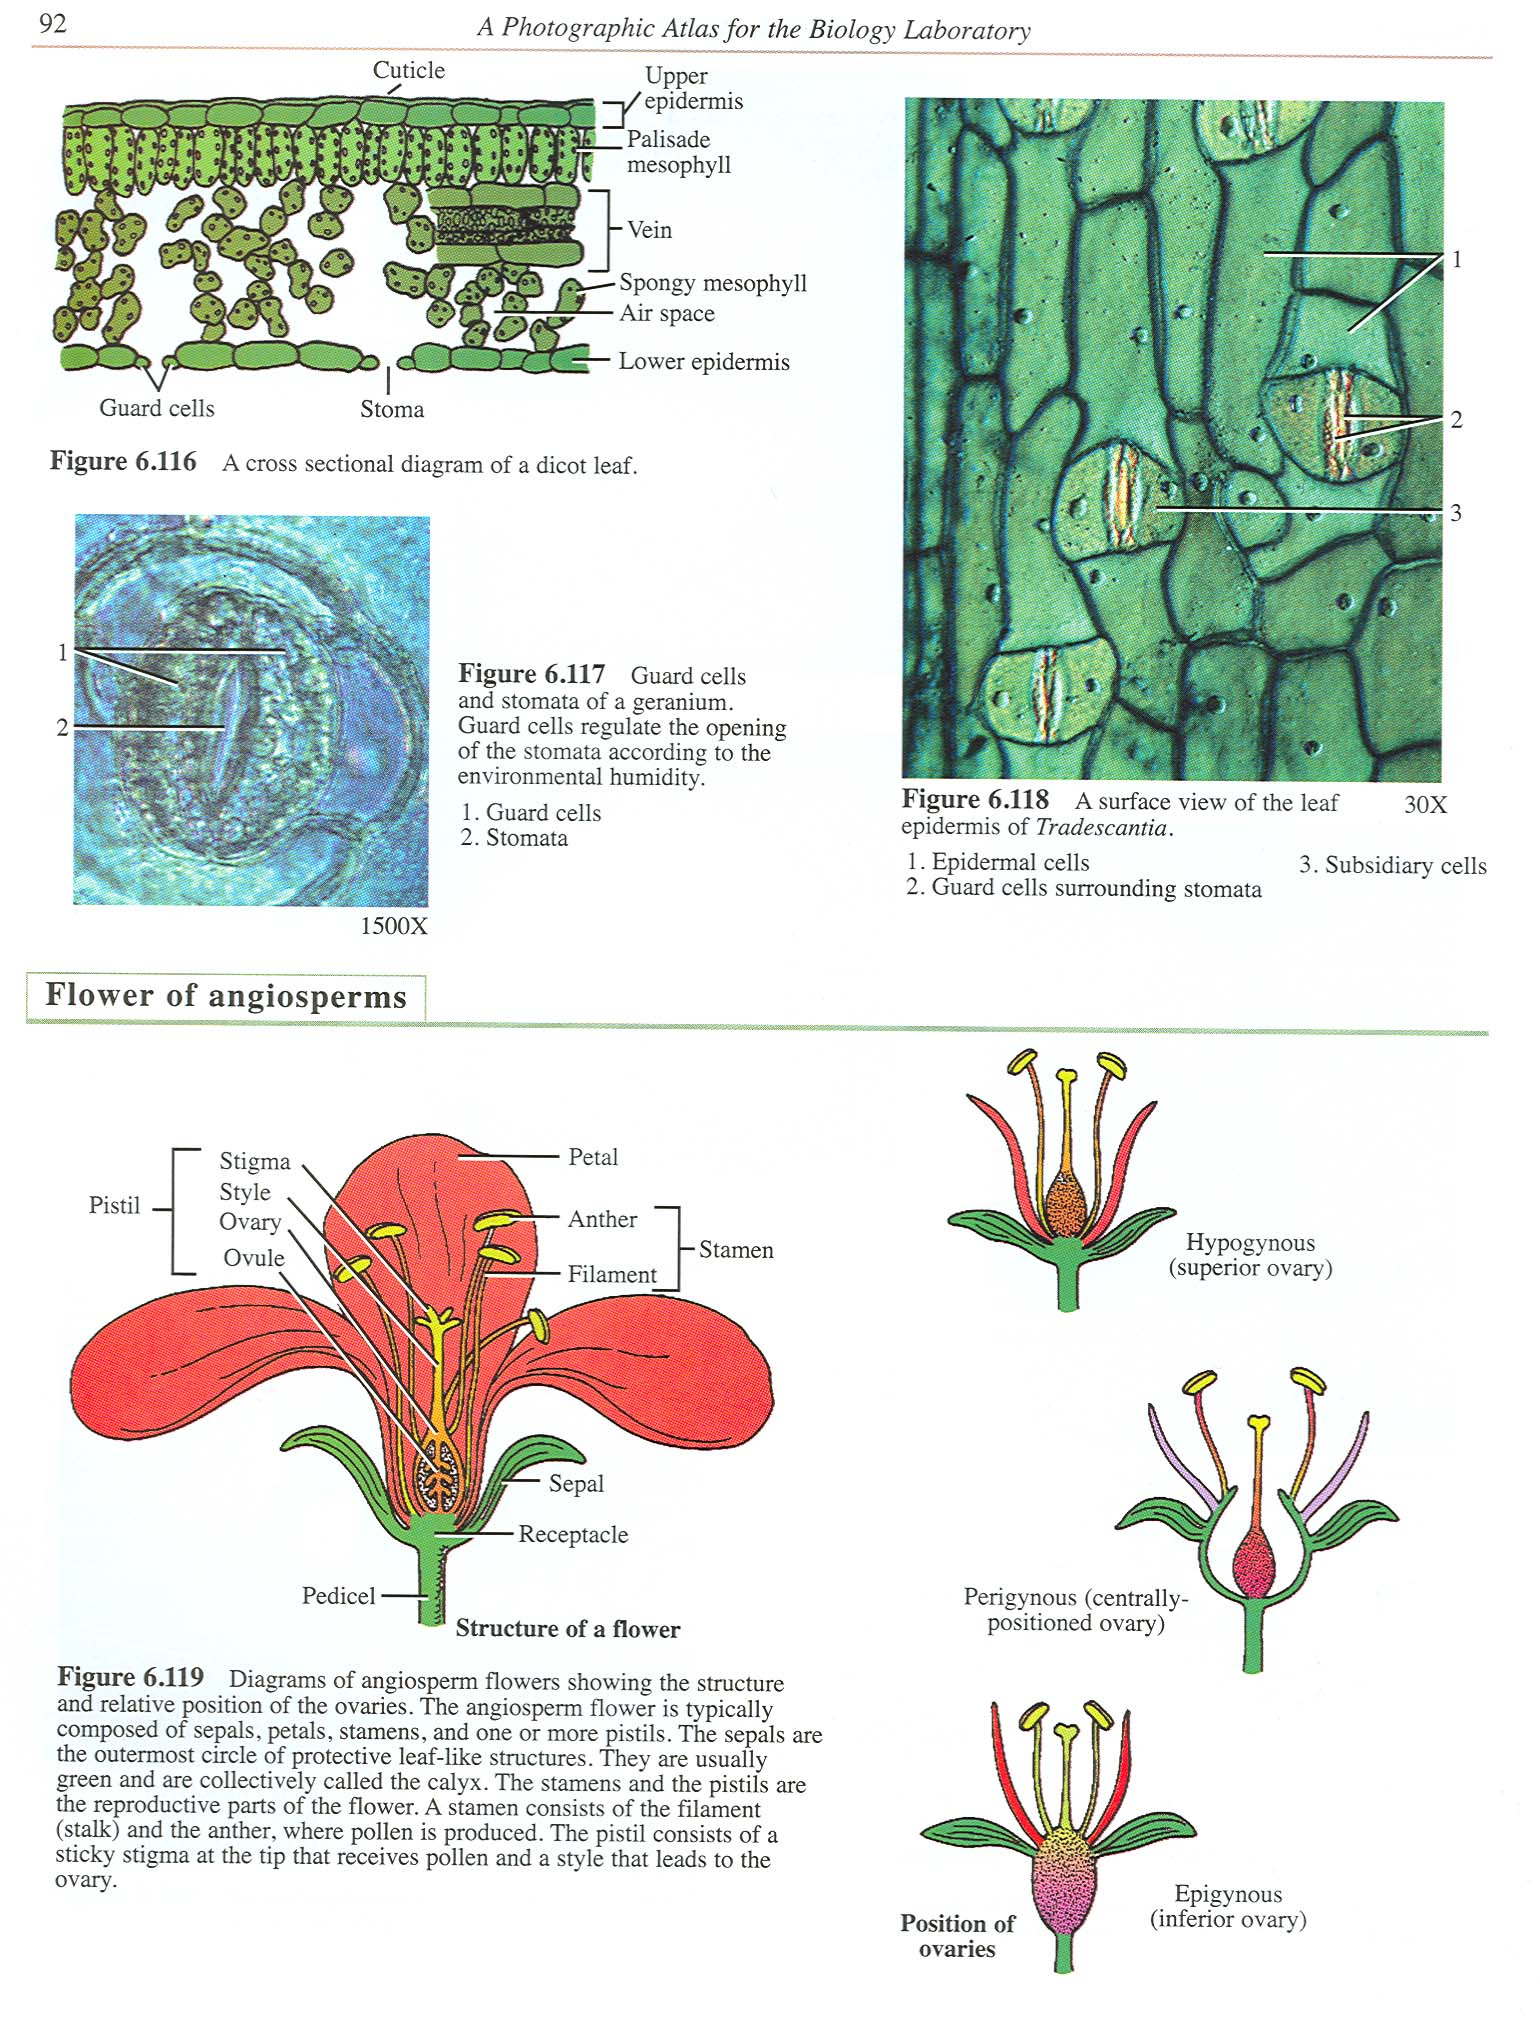 92
A Photographic Atlas for the Biology Laboratory
Cuticle
Upper
epidermis
Palisade
mesophyll
Vein
Spongy mesophyll
Air space
Lower epidermis
Guard cells
Stoma
Figure 6.116 A cross sectional diagram of a dicot leaf.
1
2
1500X
Figure 6.117 Guard cells
and stomata of a geranium.
Guard cells regulate the opening
of the stomata according to the
environmental humidity.
1. Guard cells
2. Stomata
1
2
3
Figure 6.118 A surface view of the leaf 30X
epidermis of Tradescantia.
1. Epidermal cells 3. Subsidiary cells
2. Guard cells surrounding stomata
Flower of angiosperms
Pistil
Stigma
Style
Ovary
Ovule
Petal
Anther
Stamen
Filament
Sepal
Receptacle
Pedicel
Structure of a flower
Figure 6.119 Diagrams of angiosperm flowers showing the structure
and relative position of the ovaries. The angiosperm flower is typically
composed of sepals, petals, stamens, and one or more pistils. The sepals are
the outermost circle of protective leaf-like structures. They are usually
green and are collectively called the calyx. The stamens and the pistils are
the reproductive parts of the flower. A stamen consists of the filament
(stalk) and the anther, where pollen is produced. The pistil consists of a
sticky stigma at the tip that receives pollen and a style that leads to the
ovary.
Hypogynous
(superior ovary)
Perigynous (centrally-
positioned ovary)
Epigynous
(inferior ovary)
Position of
ovaries